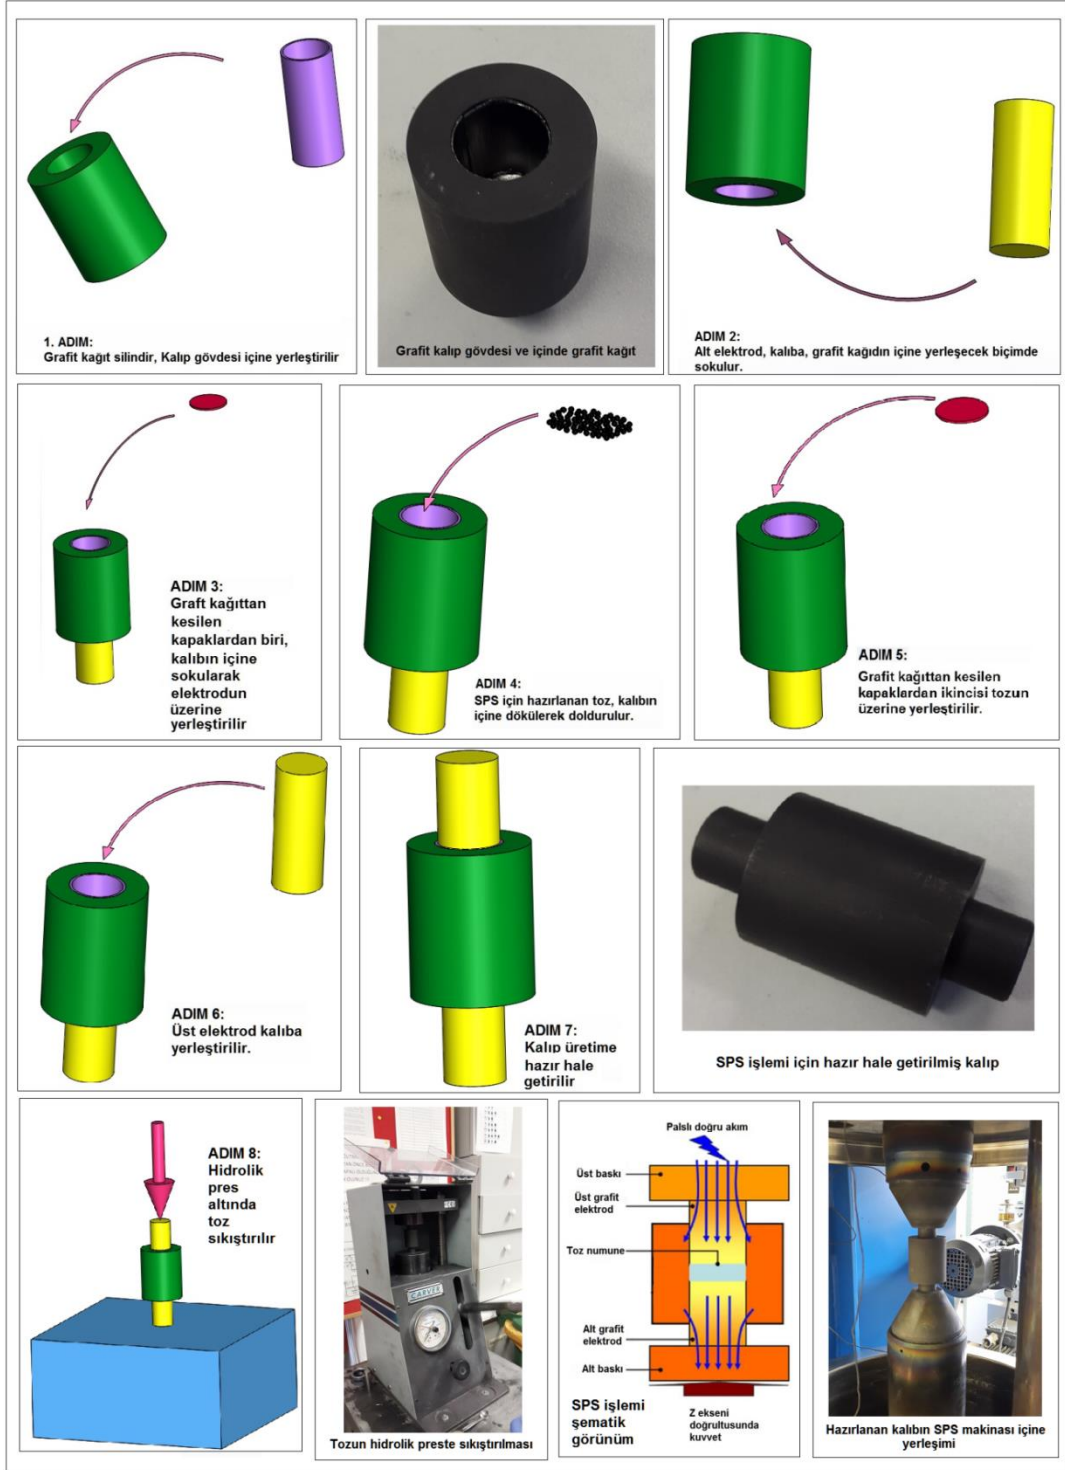 1. ADIM:
Grafit kağıt silindir, Kalıp gövdesi içine yerleştirilir
Grafit kalıp gövdesi ve içinde grafit kağıt
ADIM 2:
Alt elektrod, kalıba, grafit kağıdın içine yerleşecek biçimde
sokulur.
ADIM 3:
Graft kağıttan
kesilen
kapaklardan biri,
kalıbın içine
sokularak
elektrodun
üzerine
yerleştirilir
ADIM 4:
SPS için hazırlanan toz, kalıbın
içine dökülerek doldurulur.
ADIM 5:
Grafit kağıttan kesilen
kapaklardan ikincisi tozun
üzerine yerleştirilir.
ADIM 6:
Üst elektrod kalıba
yerleştirilir.
ADIM 7:
Kalıp üretime
hazır hale
getirilir
SPS işlemi için hazır hale getirilmiş kalıp
ADIM 8:
Hidrolik
pres
altında
toz
sıkıştırılır
CARVER
Tozun hidrolik preste sıkıştırılması
Palslı doğru akım
Üst baskı
Üst grafit
elektrod
Toz numune
Alt grafit
elektrod
Alt baskı
SPS işlemi
şematik
görünüm
Z ekseni
doğrultusunda
kuvvet
Hazırlanan kalıbın SPS makinası içine
yerleşimi